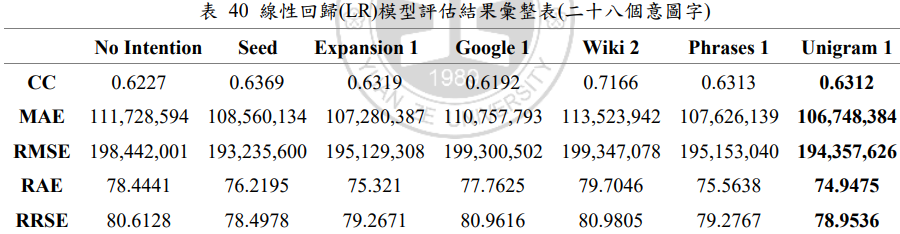 表 40 線性回歸(LR)模型評估結果彙整表(二十八個意圖字)
No Intention Seed Expansion 1 Google 1 Wiki 2 Phrases 1 Unigram 1
CC 0.6227 0.6369 0.6319 0.6192 0.7166 0.6313 0.6312
MAE 111,728,594 108,560,134 107,280,387 110,757,793 113,523,942 107,626,139 106,748,384
RMSE 198,442,001 193,235,600 195,129,308 199,300,502 199,347,078 195,153,040 194,357,626
RAE 78.4441 76.2195 75.321 77.7625 79.7046 75.5638 74.9475
RRSE 80.6128 78.4978 79.2671 80.9616 80.9805 79.2767 78.9536